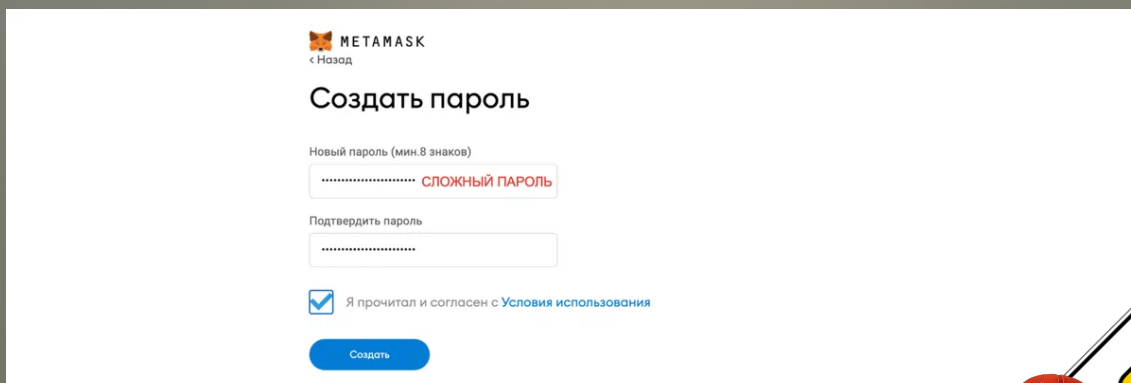 METAMASK
< Назад
Создать пароль
Новый пароль (мин.8 знаков)
•••••••••••••••••••••••• СЛОЖНЫЙ ПАРОЛЬ
Подтвердить пароль
••••••••••••••••••••••••
Я прочитал и согласен с Условия использования
Создать